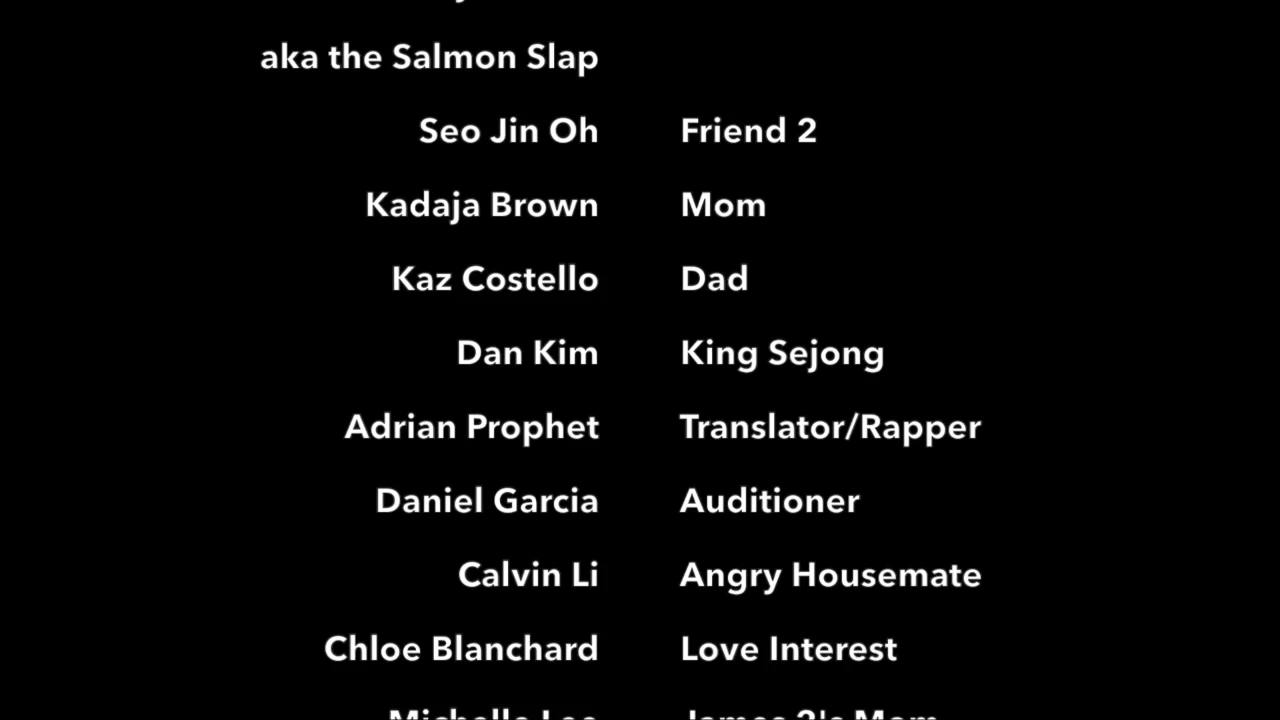 aka the Salmon Slap
Seo Jin Oh Friend 2
Kadaja Brown Mom
Kaz Costello Dad
Dan Kim King Sejong
Adrian Prophet Translator/Rapper
Daniel Garcia Auditioner
Calvin Li Angry Housemate
Chloe Blanchard Love Interest